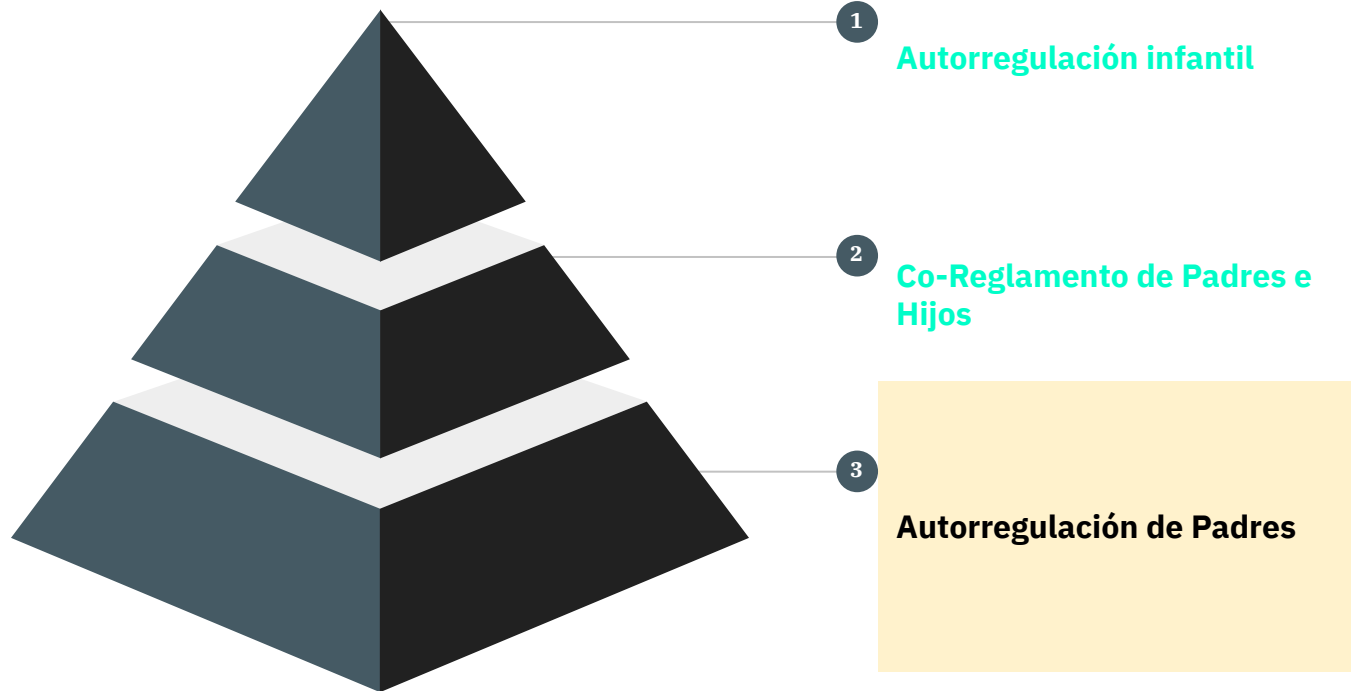 1
Autorregulación infantil
2
Co-Reglamento de Padres e
Hijos
3
Autorregulación de Padres